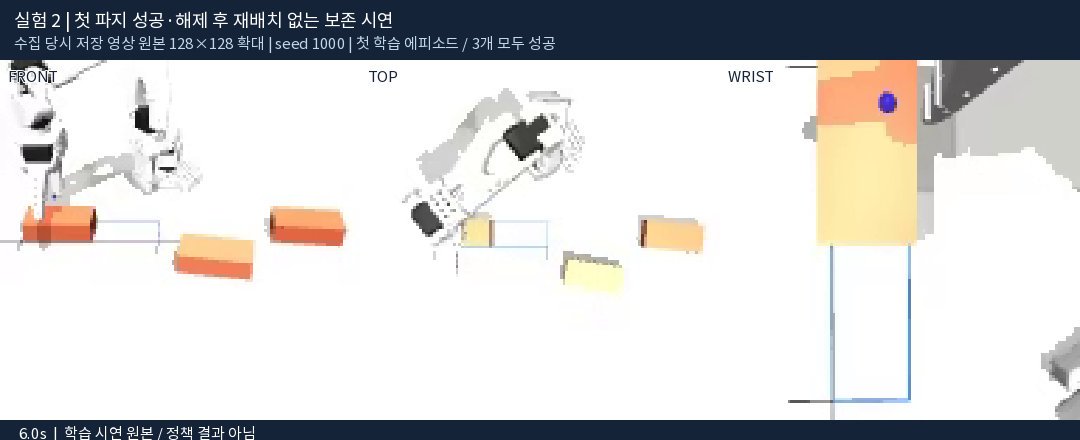 실험 2 | 첫 파지 성공·해제 후 재배치 없는 보존 시연
수집 당시 저장 영상 원본 128×128 확대 | seed 1000 | 첫 학습 에피소드 / 3개 모두 성공
FRONT
TOP
WRIST
6.0s | 학습 시연 원본 / 정책 결과 아님